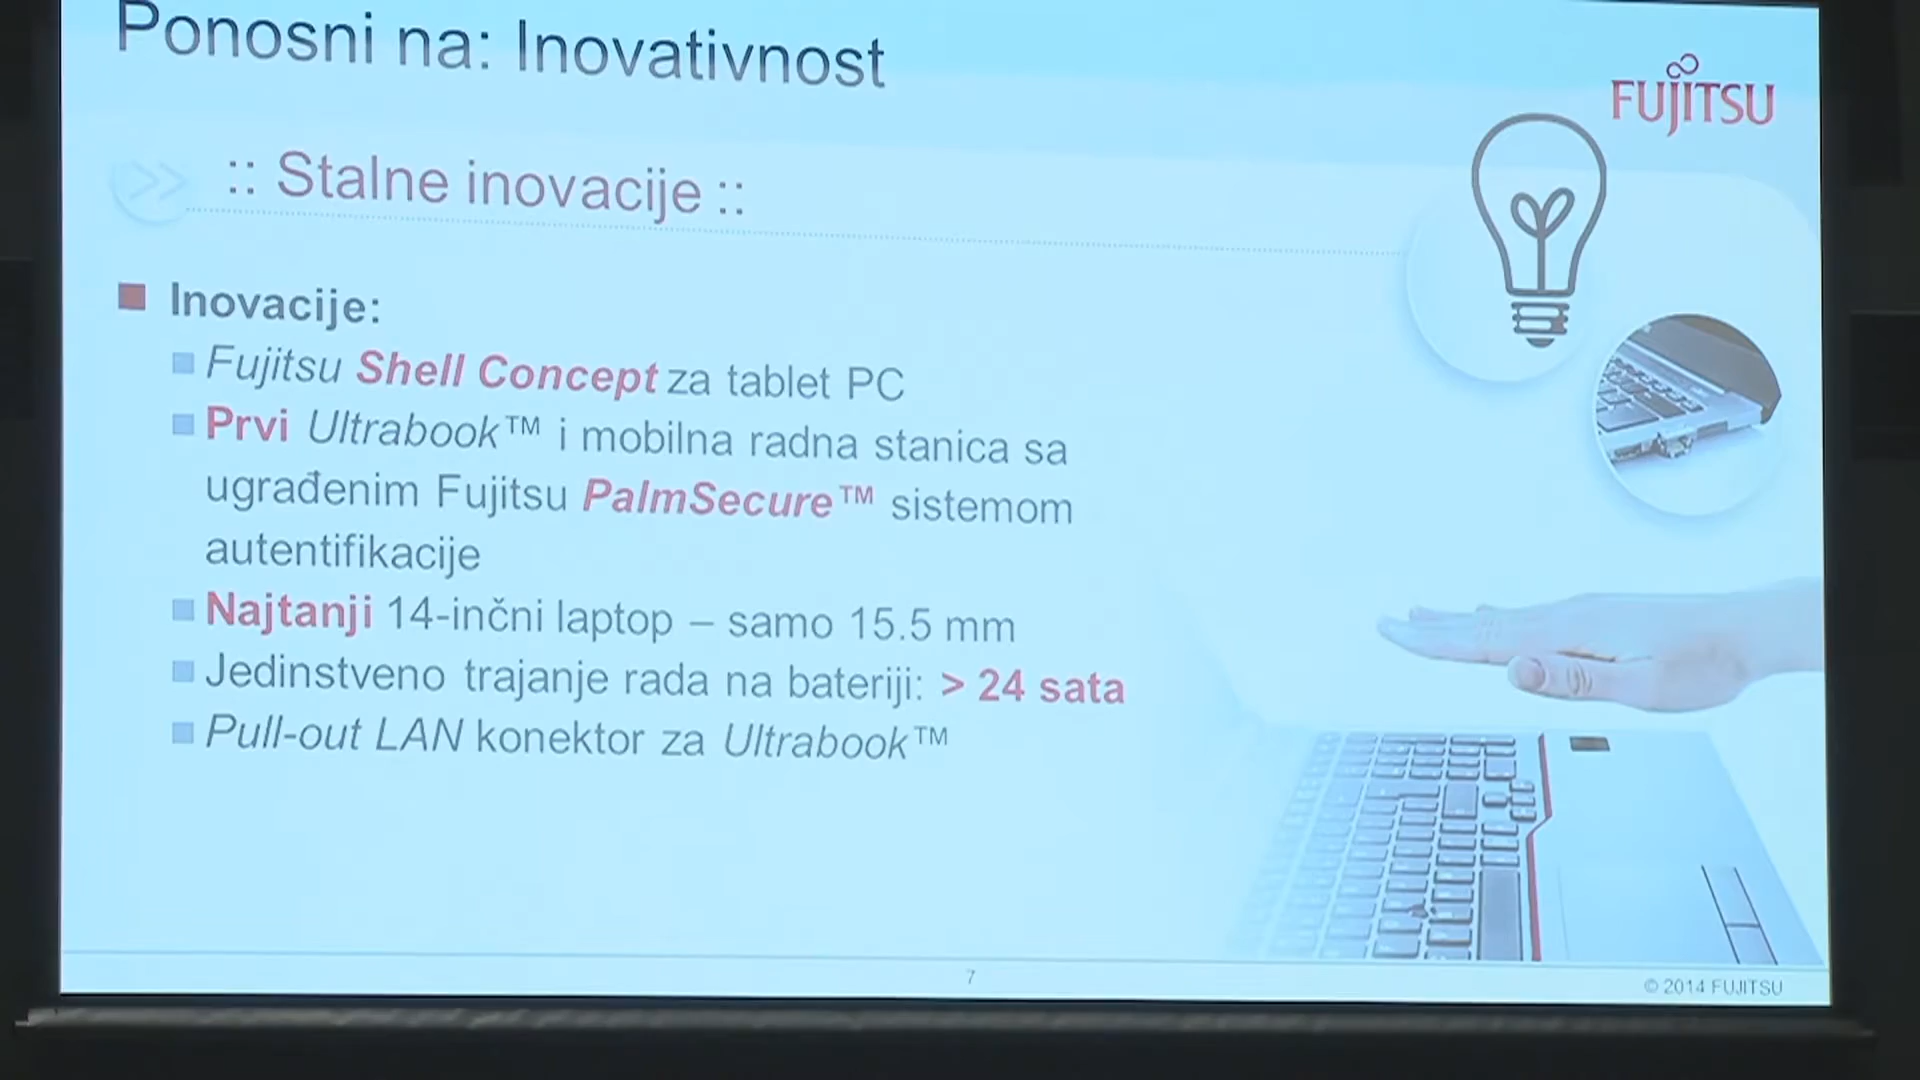 Ponosni na: Inovativnost
FUJITSU
:: Stalne inovacije ::
Inovacije:
Fujitsu Shell Concept za tablet PC
Prvi Ultrabook™ i mobilna radna stanica sa
ugrađenim Fujitsu PalmSecure™ sistemom
autentifikacije
Najtanji 14-inčni laptop – samo 15.5 mm
Jedinstveno trajanje rada na bateriji: > 24 sata
Pull-out LAN konektor za Ultrabook™
7
© 2014 FUJITSU